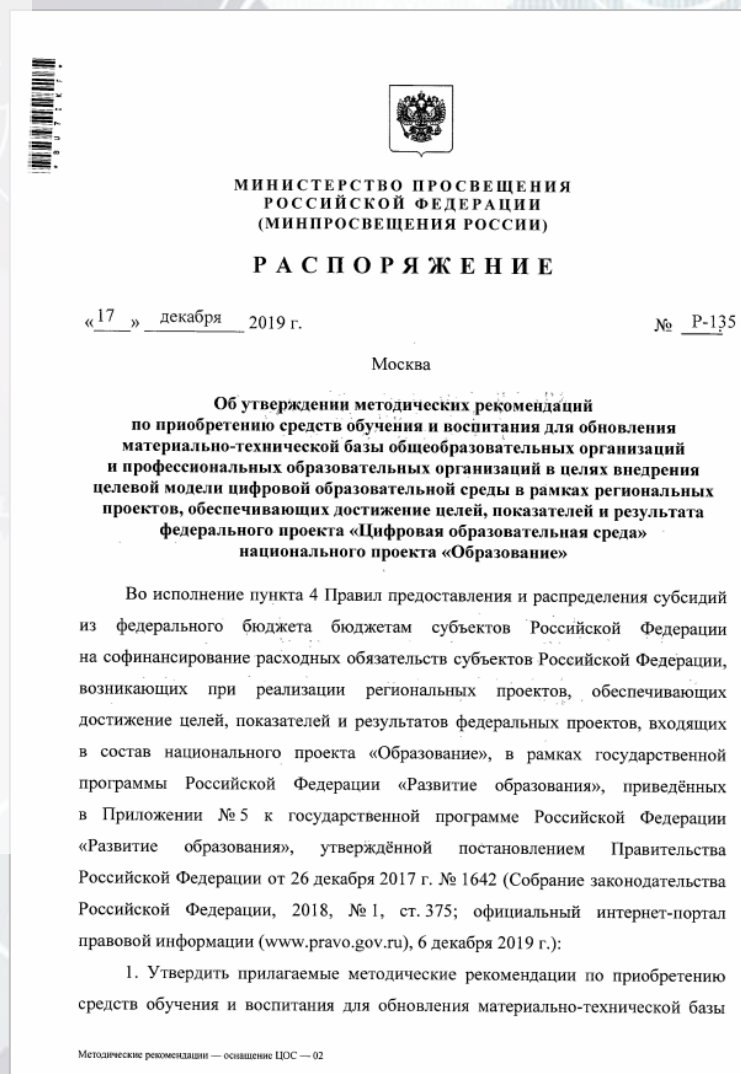 МИНИСТЕРСТВО ПРОСВЕЩЕНИЯ
РОССИЙСКОЙ ФЕДЕРАЦИИ
(МИНПРОСВЕЩЕНИЯ РОССИИ)
РАСПОРЯЖЕНИЕ
«17» декабря 2019 г. № Р-135
Москва
Об утверждении методических рекомендаций
по приобретению средств обучения и воспитания для обновления
материально-технической базы общеобразовательных организаций
и профессиональных образовательных организаций в целях внедрения
целевой модели цифровой образовательной среды в рамках региональных
проектов, обеспечивающих достижение целей, показателей и результата
федерального проекта «Цифровая образовательная среда»
национального проекта «Образование»
Во исполнение пункта 4 Правил предоставления и распределения субсидий
из федерального бюджета бюджетам субъектов Российской Федерации
на софинансирование расходных обязательств субъектов Российской Федерации,
возникающих при реализации региональных проектов, обеспечивающих
достижение целей, показателей и результатов федеральных проектов, входящих
в состав национального проекта «Образование», в рамках государственной
программы Российской Федерации «Развитие образования», приведённых
в Приложении № 5 к государственной программе Российской Федерации
«Развитие образования», утверждённой постановлением Правительства
Российской Федерации от 26 декабря 2017 г. № 1642 (Собрание законодательства
Российской Федерации, 2018, № 1, ст. 375; официальный интернет-портал
правовой информации (www.pravo.gov.ru), 6 декабря 2019 г.):
1. Утвердить прилагаемые методические рекомендации по приобретению
средств обучения и воспитания для обновления материально-технической базы
Методические рекомендации — оснащение ЦОС — 02